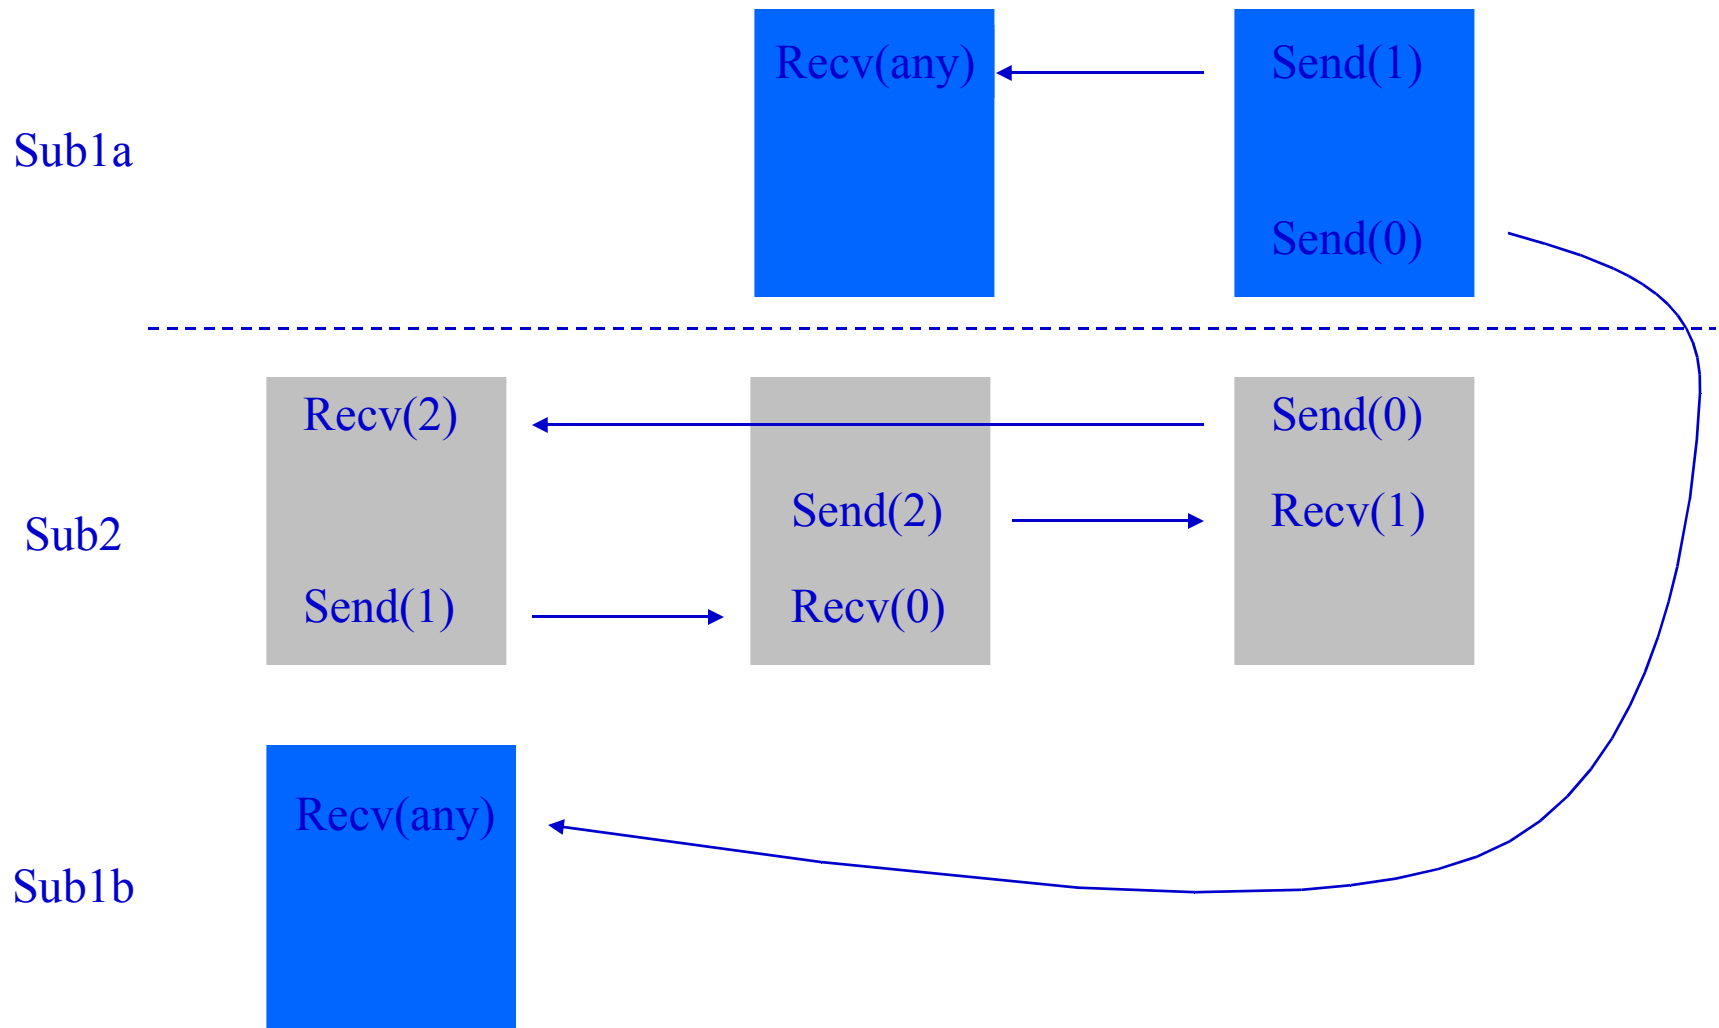 Recv(any) Send(1)
Sub1a
Send(0)
Recv(2) Send(0)
Send(2) Recv(1)
Sub2
Send(1) Recv(0)
Recv(any)
Sub1b